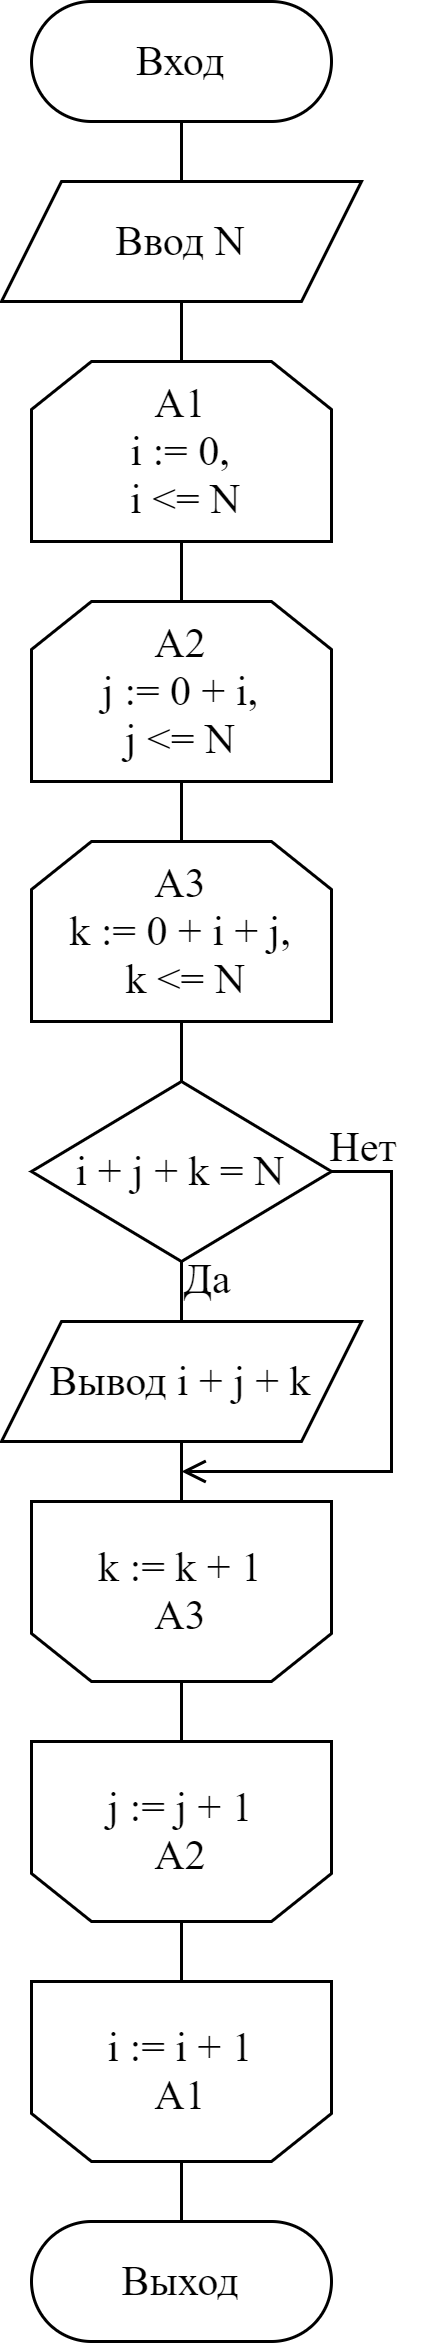 Вход
Ввод N
A1
i := 0,
i <= N
A2
j := 0 + i,
j <= N
A3
k := 0 + i + j,
k <= N
i + j + k = N
Нет
Да
Вывод i + j + k
k := k + 1
A3
j := j + 1
A2
i := i + 1
A1
Выход